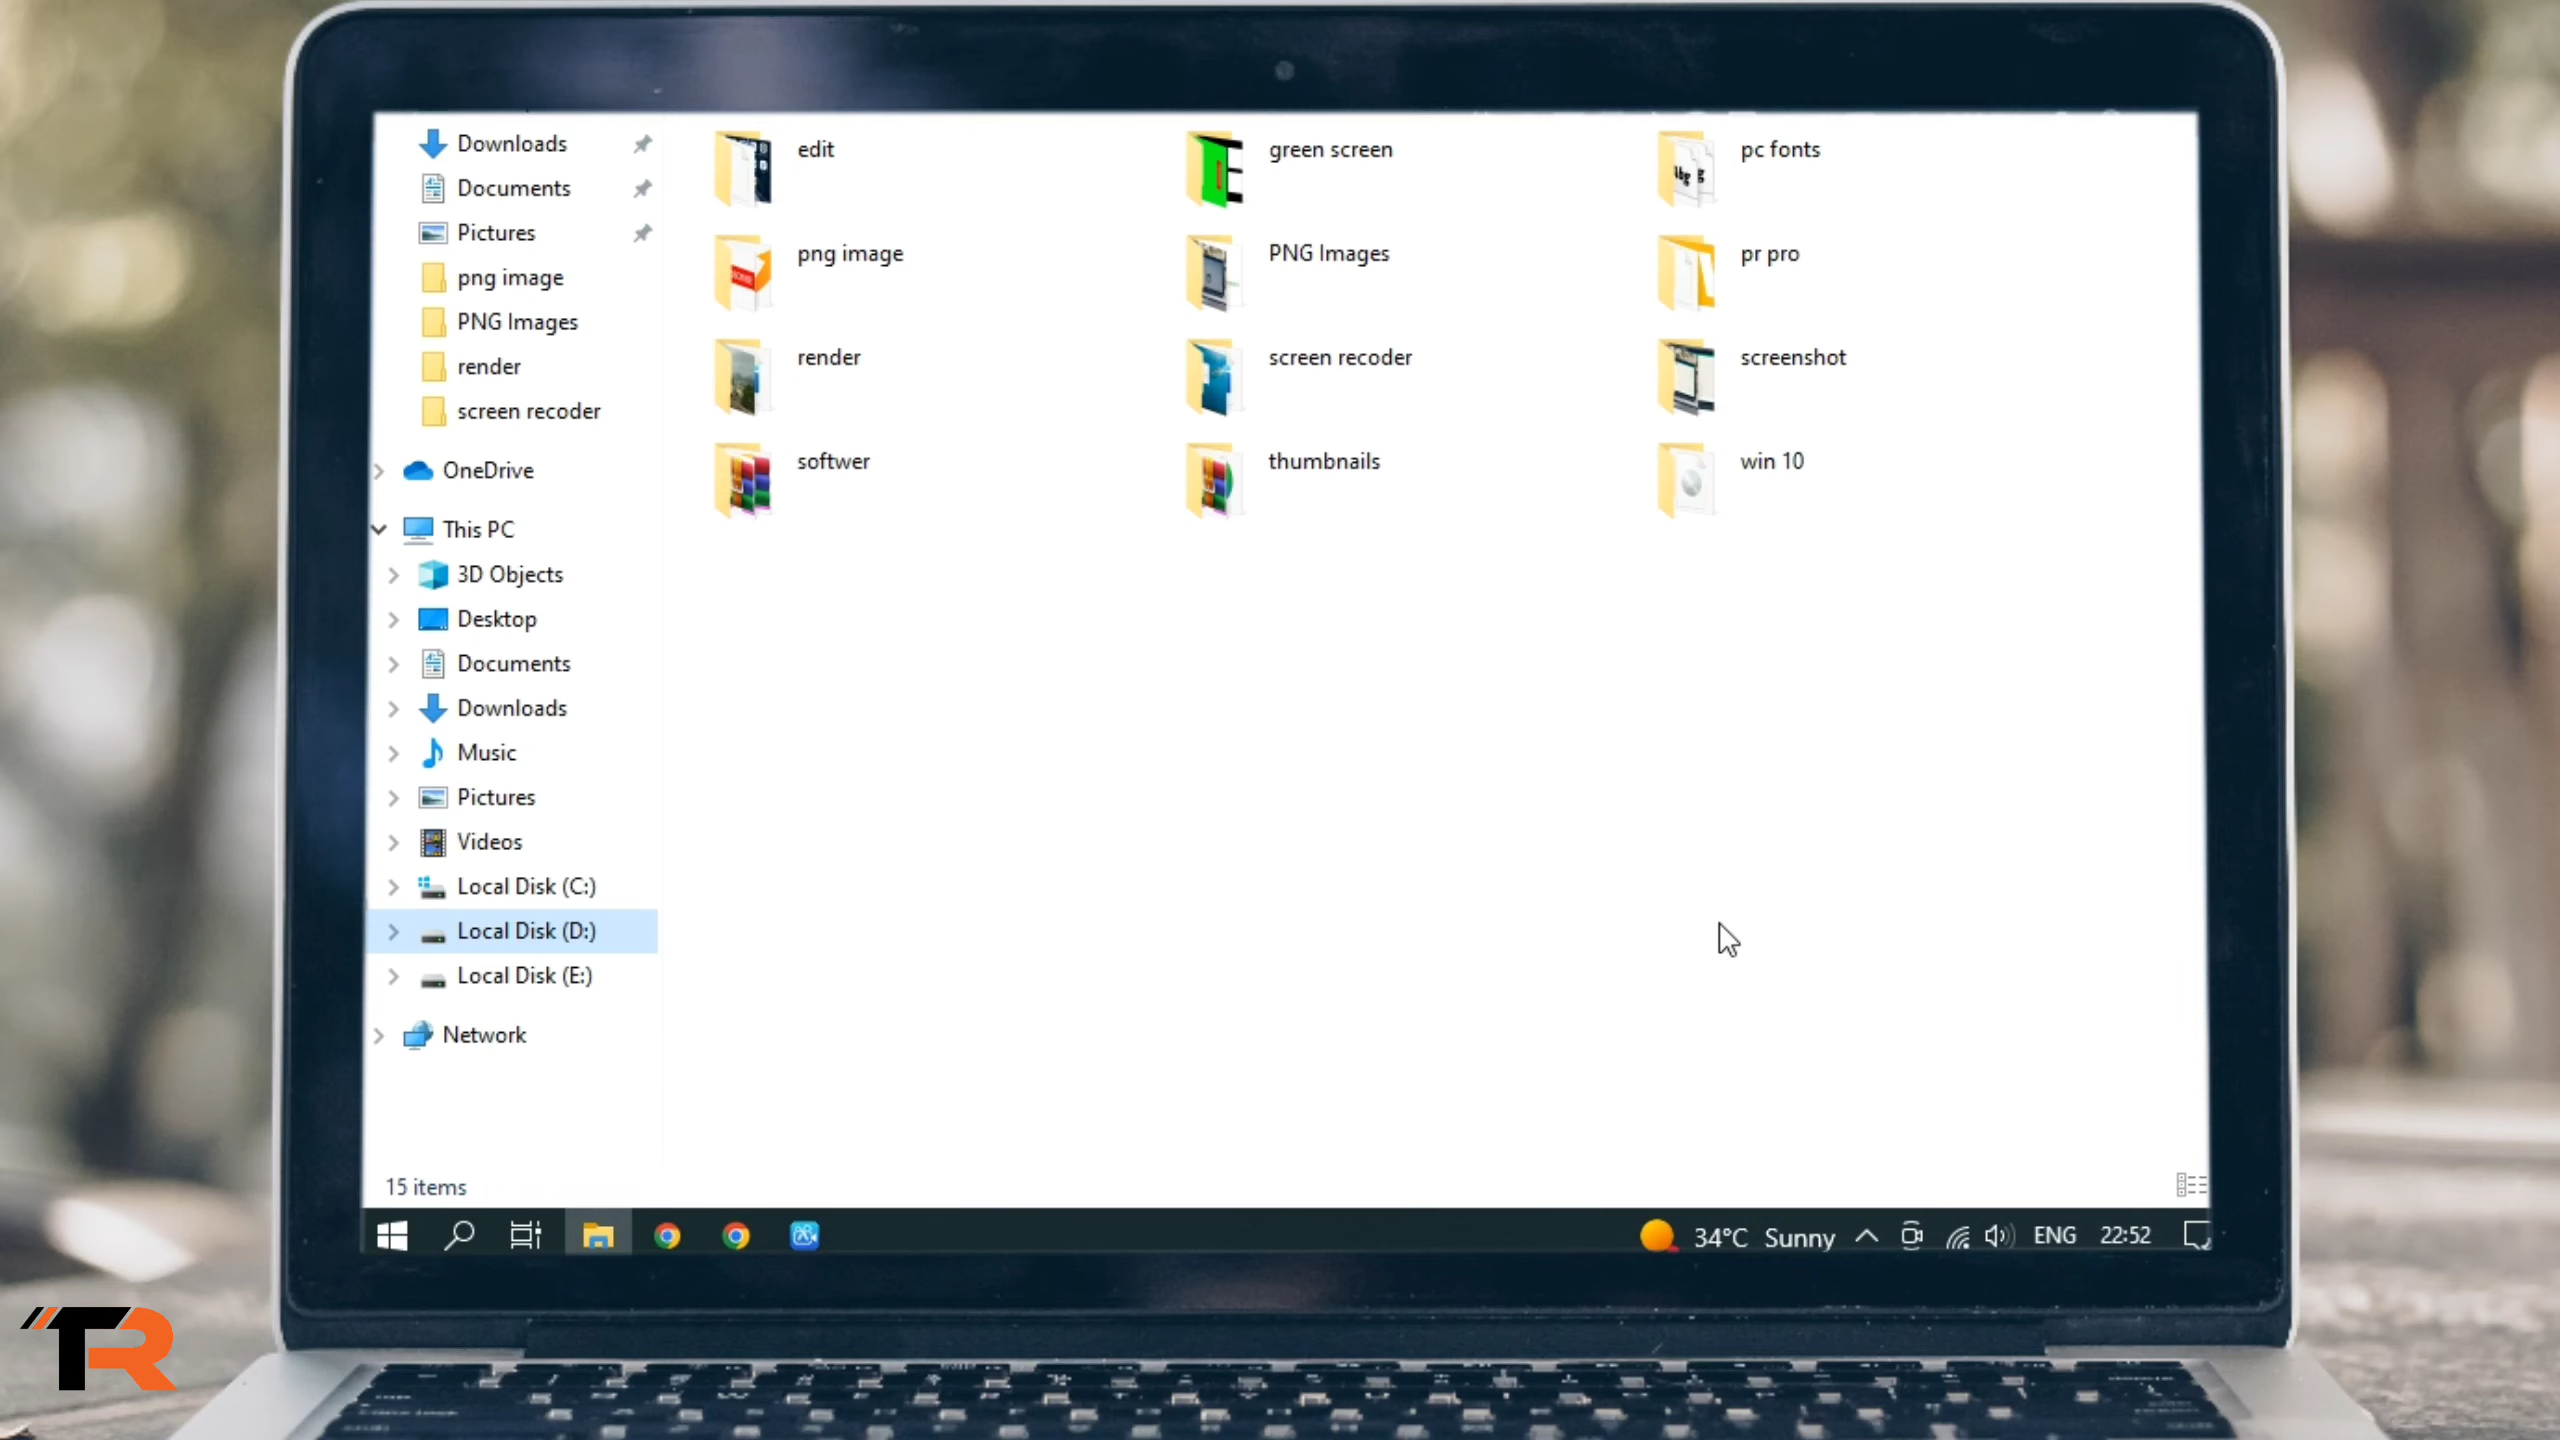 Downloads
Documents
Pictures
png image
PNG Images
render
screen recoder
OneDrive
This PC
3D Objects
Desktop
Documents
Downloads
Music
Pictures
Videos
Local Disk (C:)
Local Disk (D:)
Local Disk (E:)
Network
edit
green screen
pc fonts
png image
PNG Images
pr pro
render
screen recoder
screenshot
softwer
thumbnails
win 10
15 items
34°C Sunny
ENG
22:52
TR